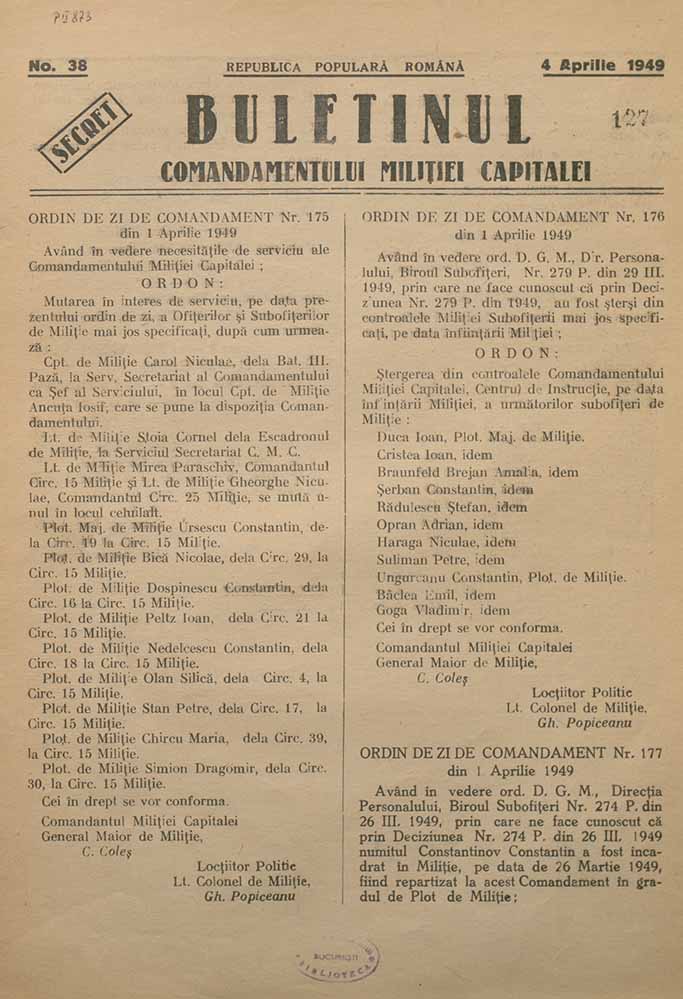 PII 873
No. 38
REPUBLICA POPULARĂ ROMÂNĂ
4 Aprilie 1949
SECRET
BULETINUL
127
COMANDAMENTULUI MILIȚIEI CAPITALEI
ORDIN DE ZI DE COMANDAMENT Nr. 175
din 1 Aprilie 1949
Având în vedere necesitățile de serviciu ale
Comandamentului Miliției Capitalei ;
ORDON :
Mutarea în interes de serviciu, pe data pre-
zentului ordin de zi, a Ofițerilor și Subofițerilor
de Miliție mai jos specificați, după cum urmea-
ză :
Cpt. de Miliție Carol Niculae, dela Bat. III.
Pază, la Serv. Secretariat al Comandamentului
ca Șef al Serviciului, în locul Cpt. de Miliție
Ancuța Iosif, care se pune la dispoziția Coman-
damentului.
Lt. de Miliție Stoia Cornel dela Escadronul
de Miliție, la Serviciul Secretariat C. M. C.
Lt. de Miliție Mirea Paraschiv, Comandantul
Circ. 15 Miliție și Lt. de Miliție Gheorghe Nicu-
lae, Comandantul Circ. 25 Miliție, se mută u-
nul în locul celuilalt.
Plot. Maj. de Miliție Ursescu Constantin, de-
la Circ. 19 la Circ. 15 Miliție.
Plot. de Miliție Bică Nicolae, dela Circ. 29, la
Circ. 15 Miliție.
Plot. de Miliție Dospinescu Constantin, dela
Circ. 16 la Circ. 15 Miliție.
Plot. de Miliție Peltz Ioan, dela Circ. 21 la
Circ. 15 Miliție.
Plot. de Miliție Nedelcescu Constantin, dela
Circ. 18 la Circ. 15 Miliție.
Plot. de Miliție Olan Silică, dela Circ. 4, la
Circ. 15 Miliție.
Plot. de Miliție Stan Petre, dela Circ. 17, la
Circ. 15 Miliție.
Plot. de Miliție Chircu Maria, dela Circ. 39,
la Circ. 15 Miliție.
Plot. de Miliție Simion Dragomir, dela Circ.
30, la Circ. 15 Miliție.
Cei în drept se vor conforma.
Comandantul Miliției Capitalei
General Maior de Miliție,
C. Coleș
Locțiitor Politic
Lt. Colonel de Miliție,
Gh. Popiceanu
ORDIN DE ZI DE COMANDAMENT Nr. 176
din 1 Aprilie 1949
Având în vedere ord. D. G. M., Dir. Persona-
lului, Biroul Subofițeri, Nr. 279 P. din 29 III.
1949, prin care ne face cunoscut că prin Deci-
ziunea Nr. 279 P. din 1949, au fost șterși din
controalele Miliției Subofițerii mai jos specifi-
cați, pe data înființării Miliției ;
ORDON :
Ștergerea din controalele Comandamentului
Miliției Capitalei, Centrul de Instrucție, pe data
înființării Miliției, a următorilor subofițeri de
Miliție :
Duca Ioan, Plot. Maj. de Miliție.
Cristea Ioan, idem
Braunfeld Brejan Amalia, idem
Șerban Constantin, idem
Rădulescu Ștefan, idem
Opran Adrian, idem
Haraga Niculae, idem
Suliman Petre, idem
Ungureanu Constantin, Plot. de Miliție.
Bâclea Emil, idem
Goga Vladimir, idem
Cei în drept se vor conforma.
Comandantul Miliției Capitalei
General Maior de Miliție,
C. Coleș
Locțiitor Politic
Lt. Colonel de Miliție,
Gh. Popiceanu
ORDIN DE ZI DE COMANDAMENT Nr. 177
din 1 Aprilie 1949
Având în vedere ord. D. G. M., Direcția
Personalului, Biroul Subofițeri Nr. 274 P. din
26 III. 1949, prin care ne face cunoscut că
prin Deciziunea Nr. 274 P. din 26 III. 1949
numitul Constantinov Constantin a fost înca-
drat în Miliție, pe data de 26 Martie 1949,
fiind repartizat la acest Comandament în gra-
dul de Plot de Miliție ;
BUCUREȘTI
BIBLIOTECA